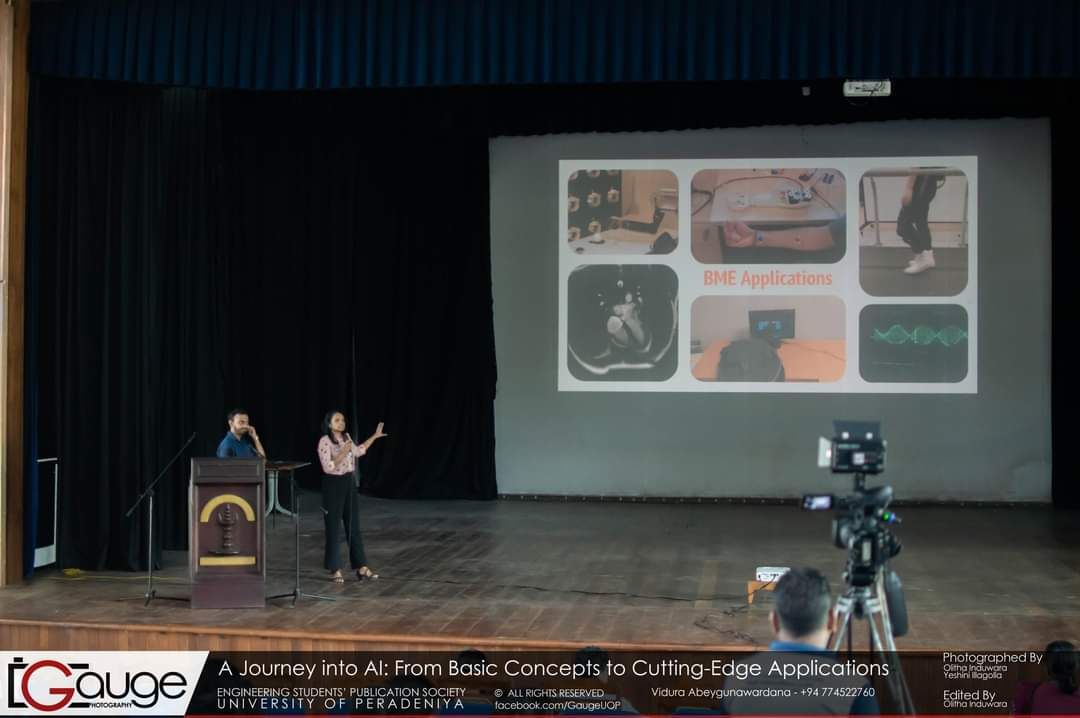 BME Applications
Gauge
PHOTOGRAPHY
A Journey into AI: From Basic Concepts to Cutting-Edge Applications
ENGINEERING STUDENTS' PUBLICATION SOCIETY
UNIVERSITY OF PERADENIYA
© ALL RIGHTS RESERVED
facebook.com/GaugeUOP
Vidura Abeygunawardana - +94 774522760
Photographed By
Olitha Induwara
Yeshini Illagolla
Edited By
Olitha Induwara